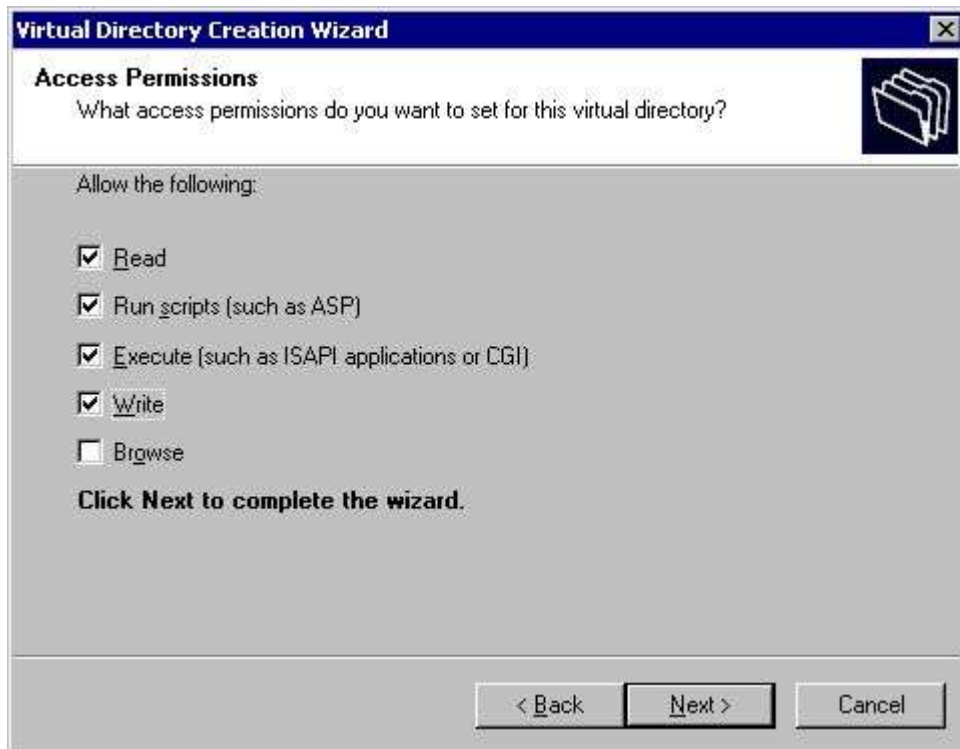 Virtual Directory Creation Wizard
Access Permissions
What access permissions do you want to set for this virtual directory?
Allow the following:
Read
Run scripts (such as ASP)
Execute (such as ISAPI applications or CGI)
Write
Browse
Click Next to complete the wizard.
< Back Next > Cancel